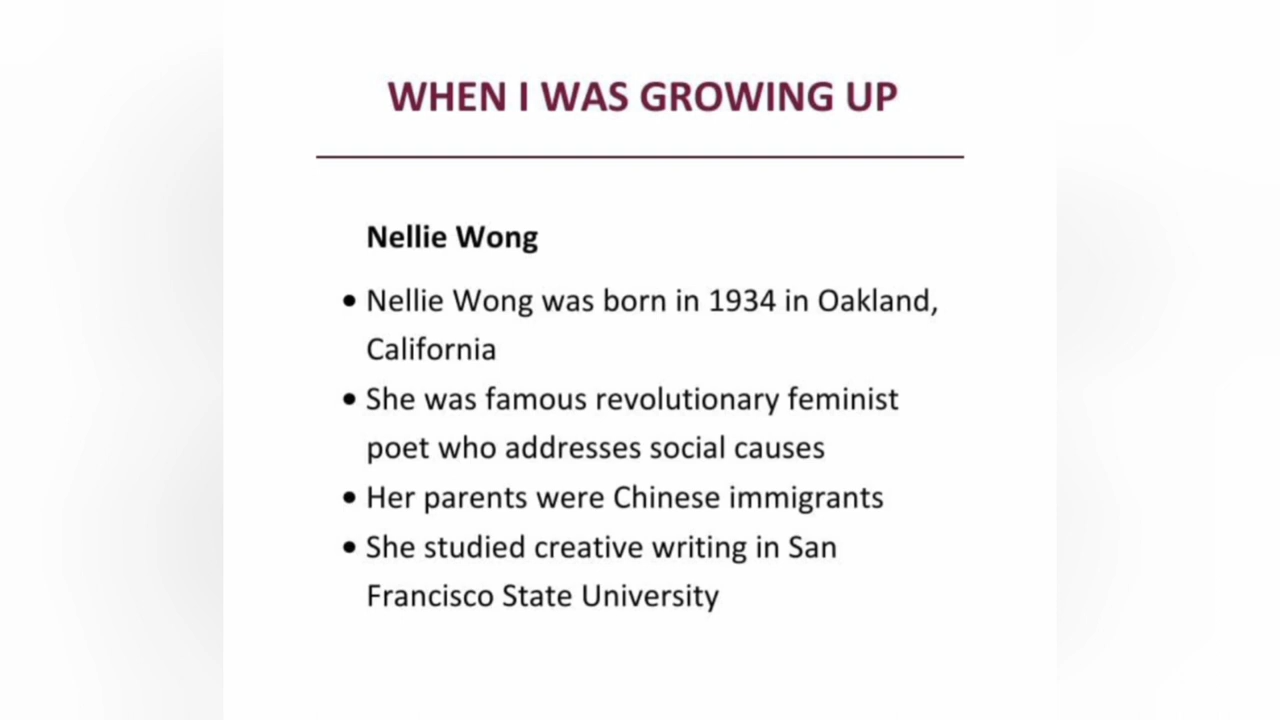 WHEN I WAS GROWING UP
Nellie Wong
• Nellie Wong was born in 1934 in Oakland,
California
• She was famous revolutionary feminist
poet who addresses social causes
• Her parents were Chinese immigrants
• She studied creative writing in San
Francisco State University